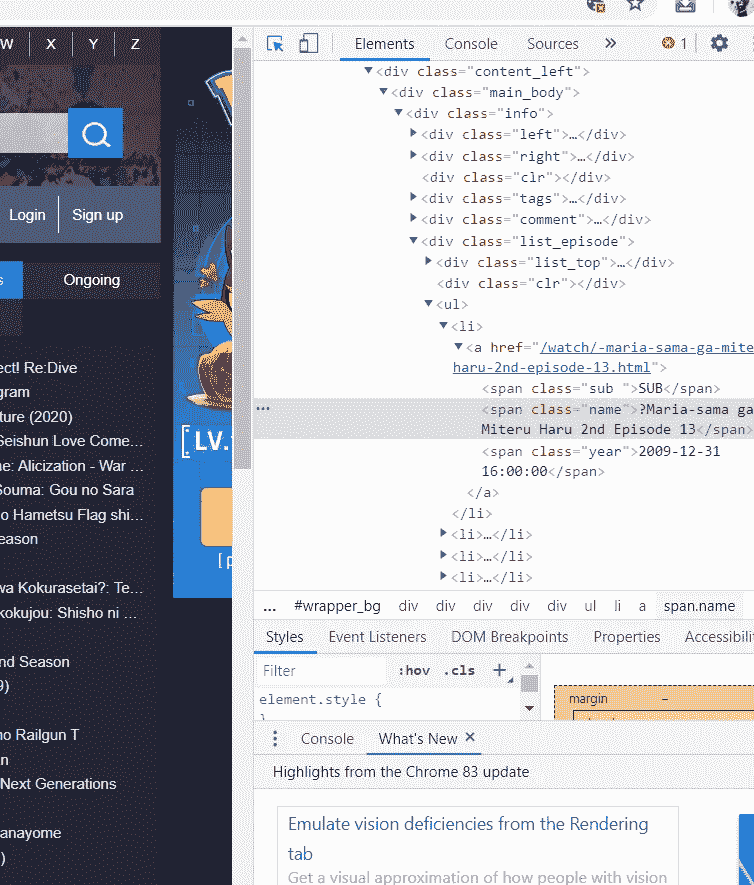 W X Y Z
Login Sign up
s Ongoing
ect! Re:Dive
gram
ture (2020)
Seishun Love Come...
ne: Alicization - War ...
Souma: Gou no Sara
o Hametsu Flag shi...
eason
wa Kokurasetai?: Te...
kokujou: Shisho ni ...
nd Season
9)
no Railgun T
n
Next Generations
anayome
)
[LV.
[p
Elements Console Sources » 1
<div class="content_left">
<div class="main_body">
<div class="info">
<div class="left">…</div>
<div class="right">…</div>
<div class="clr"></div>
<div class="tags">…</div>
<div class="comment">…</div>
<div class="list_episode">
<div class="list_top">…</div>
<div class="clr"></div>
<ul>
<li>
<a href="/watch/-maria-sama-ga-mite
haru-2nd-episode-13.html">
<span class="sub ">SUB</span>
<span class="name">?Maria-sama ga
Miteru Haru 2nd Episode 13</span>
<span class="year">2009-12-31
16:00:00</span>
</a>
</li>
<li>…</li>
<li>…</li>
<li>…</li>
... #wrapper_bg div div div div div ul li a span.name
Styles Event Listeners DOM Breakpoints Properties Accessibili
Filter :hov .cls +
element.style {
}
margin –
Console What's New ×
Highlights from the Chrome 83 update
Emulate vision deficiencies from the Rendering
tab
Get a visual approximation of how people with vision